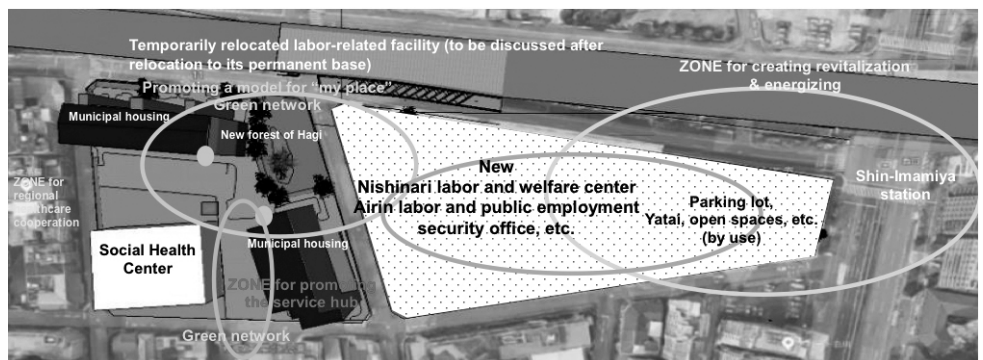 Temporarily relocated labor-related facility (to be discussed after
relocation to its permanent base)
Promoting a model for “my place”
Green network
Municipal housing
New forest of Hagi
ZONE for creating revitalization
& energizing
ZONE for
regional
healthcare
cooperation
New
Nishinari labor and welfare center
Airin labor and public employment
security office, etc.
Parking lot,
Yatai, open spaces, etc.
(by use)
Shin-Imamiya
station
Social Health
Center
Municipal housing
ZONE for promoting
the service hub
Green network